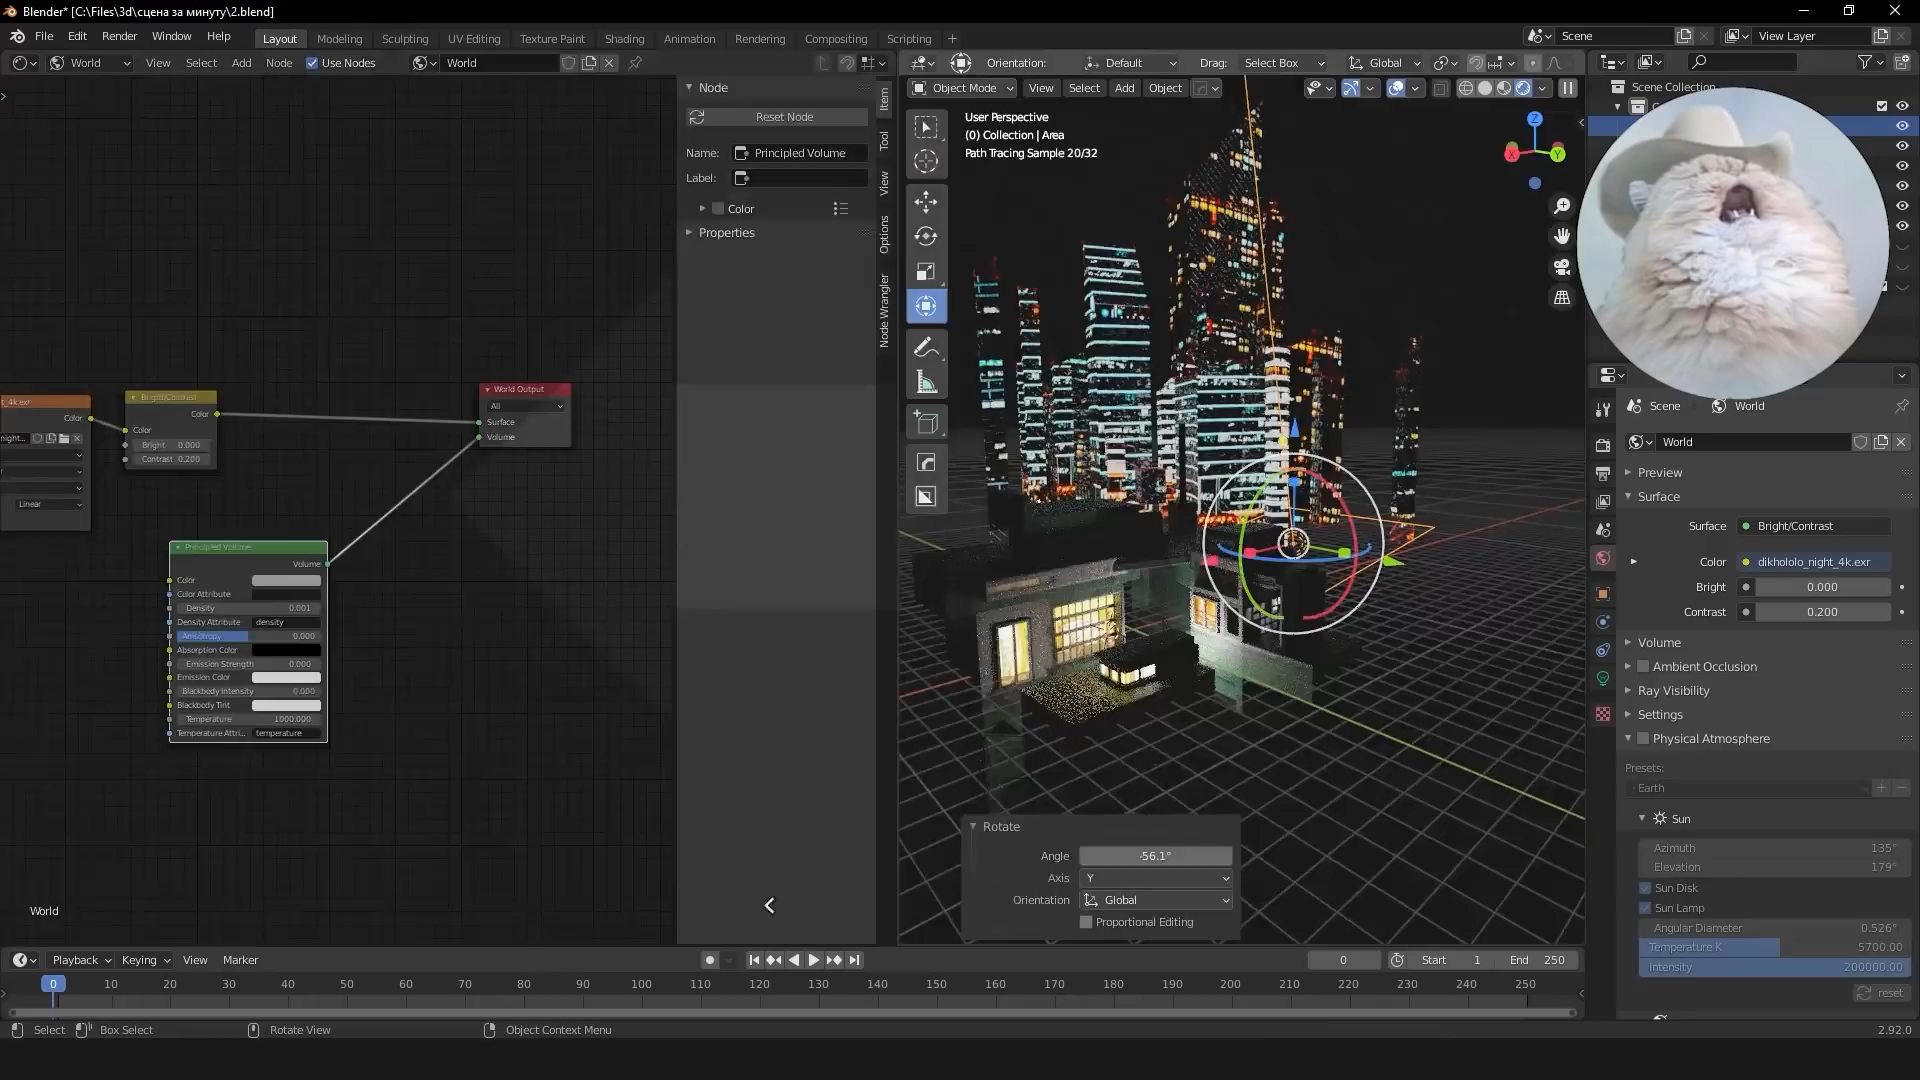 Blender* [C:\Files\3d\сцена за минуту\2.blend]
File Edit Render Window Help
Layout Modeling Sculpting UV Editing Texture Paint Shading Animation Rendering Compositing Scripting +
Scene
View Layer
World View Select Add Node Use Nodes World
Orientation: Default Drag: Select Box Global
Object Mode View Select Add Object
Scene Collection
Node
Reset Node
Name: Principled Volume
Label:
Color
Properties
Item
Tool
View
Options
Node Wrangler
User Perspective
(0) Collection | Area
Path Tracing Sample 20/32
Z
X
Y
t_4k.exr
Color
night...
Linear
Bright/Contrast
Color
Color
Bright 0.000
Contrast 0.200
World Output
All
Surface
Volume
Principled Volume
Volume
Color
Color Attribute
Density 0.001
Density Attribute density
Anisotropy 0.000
Absorption Color
Emission Strength 0.000
Emission Color
Blackbody Intensity 0.000
Blackbody Tint
Temperature 1000.000
Temperature Attri... temperature
World
Rotate
Angle -56.1°
Axis Y
Orientation Global
Proportional Editing
Scene World
World
Preview
Surface
Surface Bright/Contrast
Color dikhololo_night_4k.exr
Bright 0.000
Contrast 0.200
Volume
Ambient Occlusion
Ray Visibility
Settings
Physical Atmosphere
Presets:
Earth
Sun
Azimuth 135°
Elevation 179°
Sun Disk
Sun Lamp
Angular Diameter 0.526°
Temperature K 5700.00
Intensity 200000.00
reset
Playback Keying View Marker
0 Start 1 End 250
0 10 20 30 40 50 60 70 80 90 100 110 120 130 140 150 160 170 180 190 200 210 220 230 240 250
Select Box Select Rotate View Object Context Menu
2.92.0